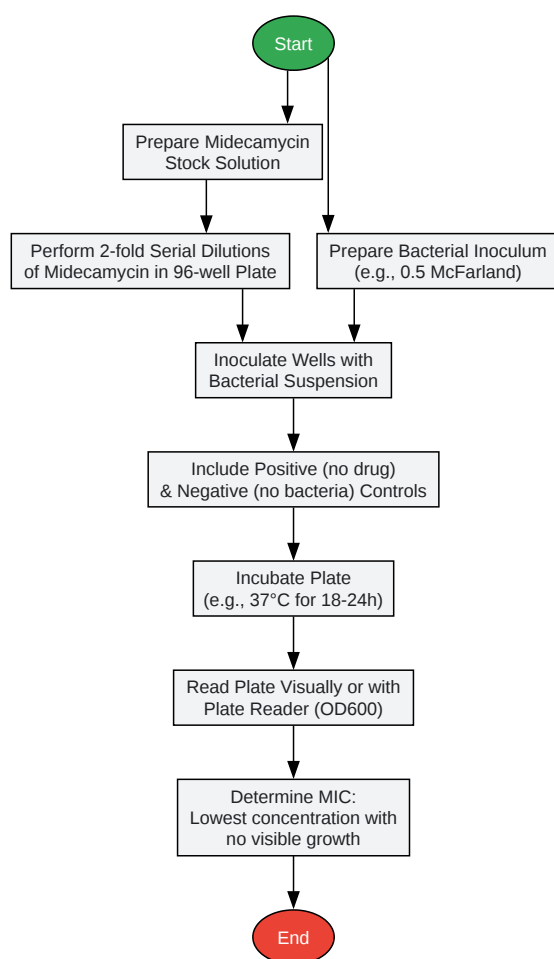 Start
Prepare Midecamycin
Stock Solution
Perform 2-fold Serial Dilutions
of Midecamycin in 96-well Plate
Prepare Bacterial Inoculum
(e.g., 0.5 McFarland)
Inoculate Wells with
Bacterial Suspension
Include Positive (no drug)
& Negative (no bacteria) Controls
Incubate Plate
(e.g., 37°C for 18-24h)
Read Plate Visually or with
Plate Reader (OD600)
Determine MIC:
Lowest concentration with
no visible growth
End